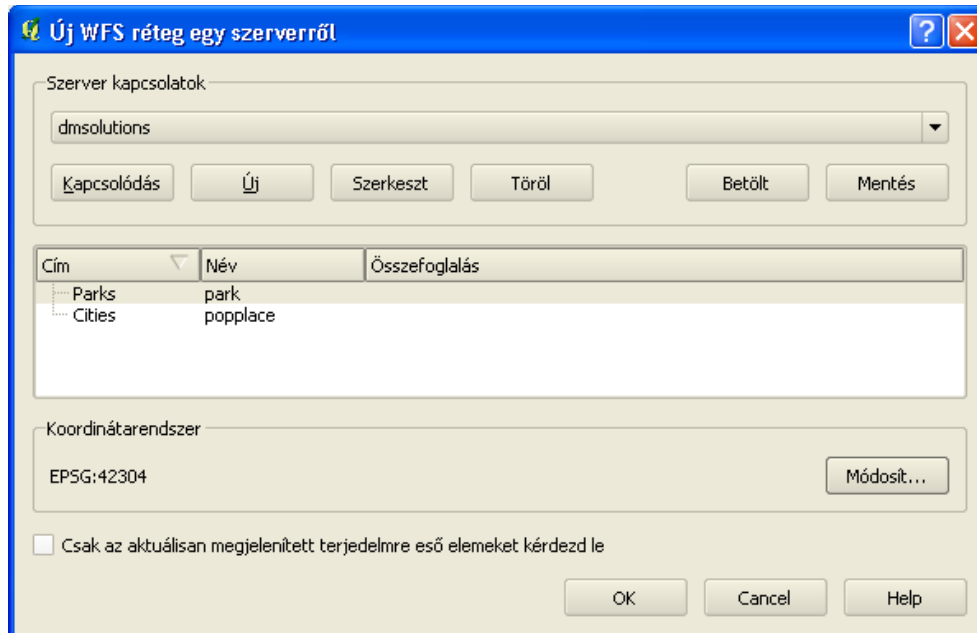 Új WFS réteg egy szerverről
Szerver kapcsolatok
dmsolutions
Kapcsolódás Új Szerkeszt Töröl Betölt Mentés
Cím Név Összefoglalás
Parks park
Cities popplace
Koordinátarendszer
EPSG:42304 Módosít...
Csak az aktuálisan megjelenített terjedelmre eső elemeket kérdezd le
OK Cancel Help